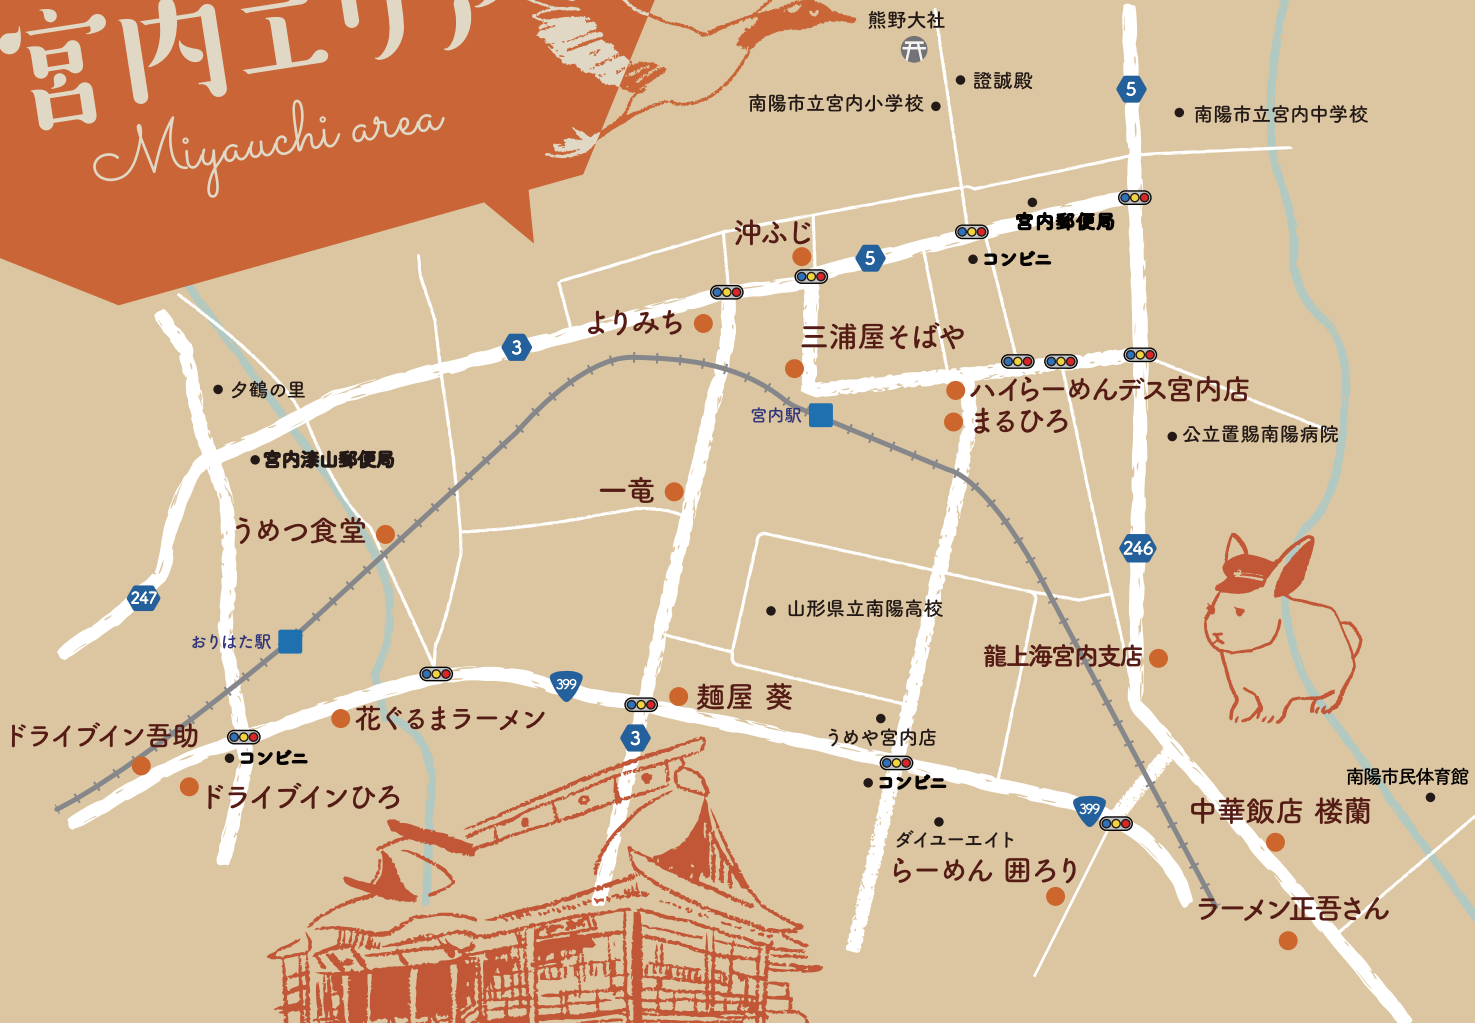 宮内エリア
Miyauchi area
熊野大社
證誠殿
南陽市立宮内小学校
5
南陽市立宮内中学校
宮内郵便局
沖ふじ
5
コンビニ
よりみち
三浦屋そばや
3
夕鶴の里
ハイらーめんデス宮内店
宮内駅
まるひろ
公立置賜南陽病院
宮内漆山郵便局
一竜
うめつ食堂
246
247
山形県立南陽高校
おりはた駅
龍上海宮内支店
399
麺屋 葵
花ぐるまラーメン
ドライブイン吾助
3
うめや宮内店
コンビニ
コンビニ
南陽市民体育館
ドライブインひろ
399
中華飯店 楼蘭
ダイユーエイト
らーめん 囲ろり
ラーメン正吾さん